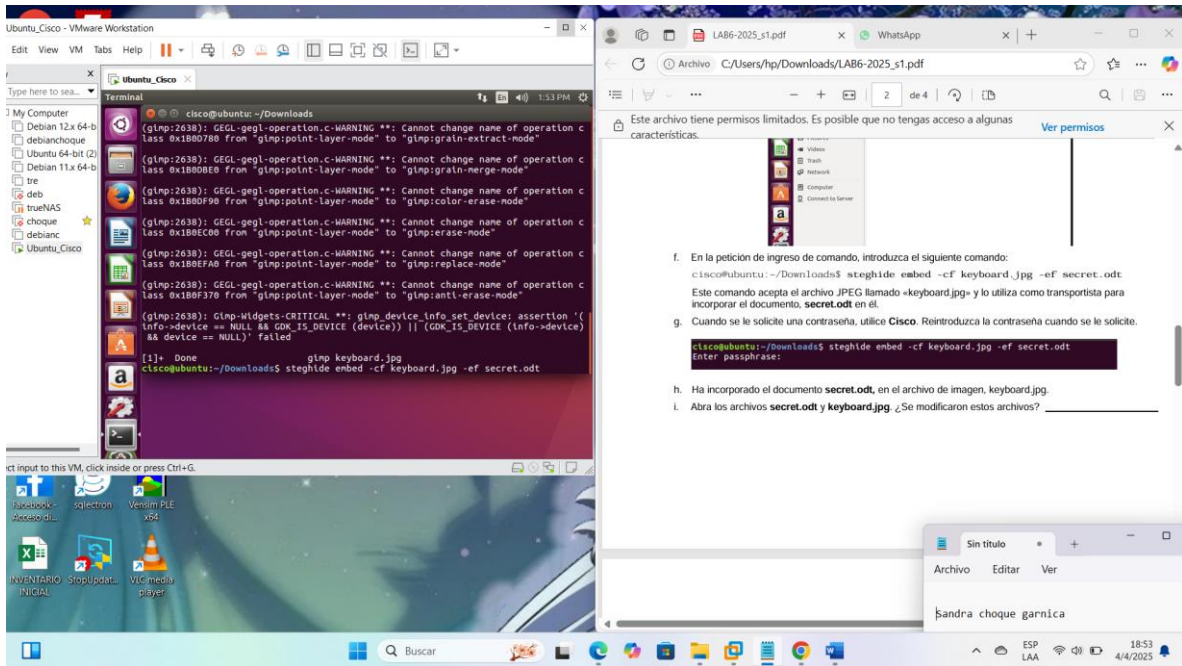 Ubuntu_Cisco - VMware Workstation
Edit View VM Tabs Help
Type here to sea...
My Computer
Debian 12.x 64-b
debianchoque
Ubuntu 64-bit (2)
Debian 11.x 64-b
tre
deb
trueNAS
choque
debianc
Ubuntu_Cisco
Ubuntu_Cisco
Terminal
En
1:53 PM
cisco@ubuntu: ~/Downloads
(gimp:2638): GEGL-gegl-operation.c-WARNING **: Cannot change name of operation c
lass 0x1B0D780 from "gimp:point-layer-mode" to "gimp:grain-extract-mode"
(gimp:2638): GEGL-gegl-operation.c-WARNING **: Cannot change name of operation c
lass 0x1B0DBE0 from "gimp:point-layer-mode" to "gimp:grain-merge-mode"
(gimp:2638): GEGL-gegl-operation.c-WARNING **: Cannot change name of operation c
lass 0x1B0DF90 from "gimp:point-layer-mode" to "gimp:color-erase-mode"
(gimp:2638): GEGL-gegl-operation.c-WARNING **: Cannot change name of operation c
lass 0x1B0EC00 from "gimp:point-layer-mode" to "gimp:erase-mode"
(gimp:2638): GEGL-gegl-operation.c-WARNING **: Cannot change name of operation c
lass 0x1B0EFA0 from "gimp:point-layer-mode" to "gimp:replace-mode"
(gimp:2638): GEGL-gegl-operation.c-WARNING **: Cannot change name of operation c
lass 0x1B0F370 from "gimp:point-layer-mode" to "gimp:anti-erase-mode"
(gimp:2638): Gimp-Widgets-CRITICAL **: gimp_device_info_set_device: assertion '(
info->device == NULL && GDK_IS_DEVICE (device)) || (GDK_IS_DEVICE (info->device)
&& device == NULL)' failed
[1]+ Done gimp keyboard.jpg
cisco@ubuntu:~/Downloads$ steghide embed -cf keyboard.jpg -ef secret.odt
ect input to this VM, click inside or press Ctrl+G.
Facebook - Acceso di...
sqlectron
Vensim PLE x64
INVENTARIO INICIAL
StopUpdat...
VLC media player
LAB6-2025_s1.pdf
WhatsApp
Archivo C:/Users/hp/Downloads/LAB6-2025_s1.pdf
2 de 4
Este archivo tiene permisos limitados. Es posible que no tengas acceso a algunas
características.
Ver permisos
Videos
Trash
Network
Computer
Connect to Server
f. En la petición de ingreso de comando, introduzca el siguiente comando:
cisco@ubuntu:~/Downloads$ steghide embed -cf keyboard.jpg -ef secret.odt
Este comando acepta el archivo JPEG llamado «keyboard.jpg» y lo utiliza como transportista para
incorporar el documento, secret.odt en él.
g. Cuando se le solicite una contraseña, utilice Cisco. Reintroduzca la contraseña cuando se le solicite.
cisco@ubuntu:~/Downloads$ steghide embed -cf keyboard.jpg -ef secret.odt
Enter passphrase:
h. Ha incorporado el documento secret.odt, en el archivo de imagen, keyboard.jpg.
i. Abra los archivos secret.odt y keyboard.jpg. ¿Se modificaron estos archivos?
Sin titulo
Archivo Editar Ver
Sandra choque garnica
Buscar
ESP
LAA
18:53
4/4/2025